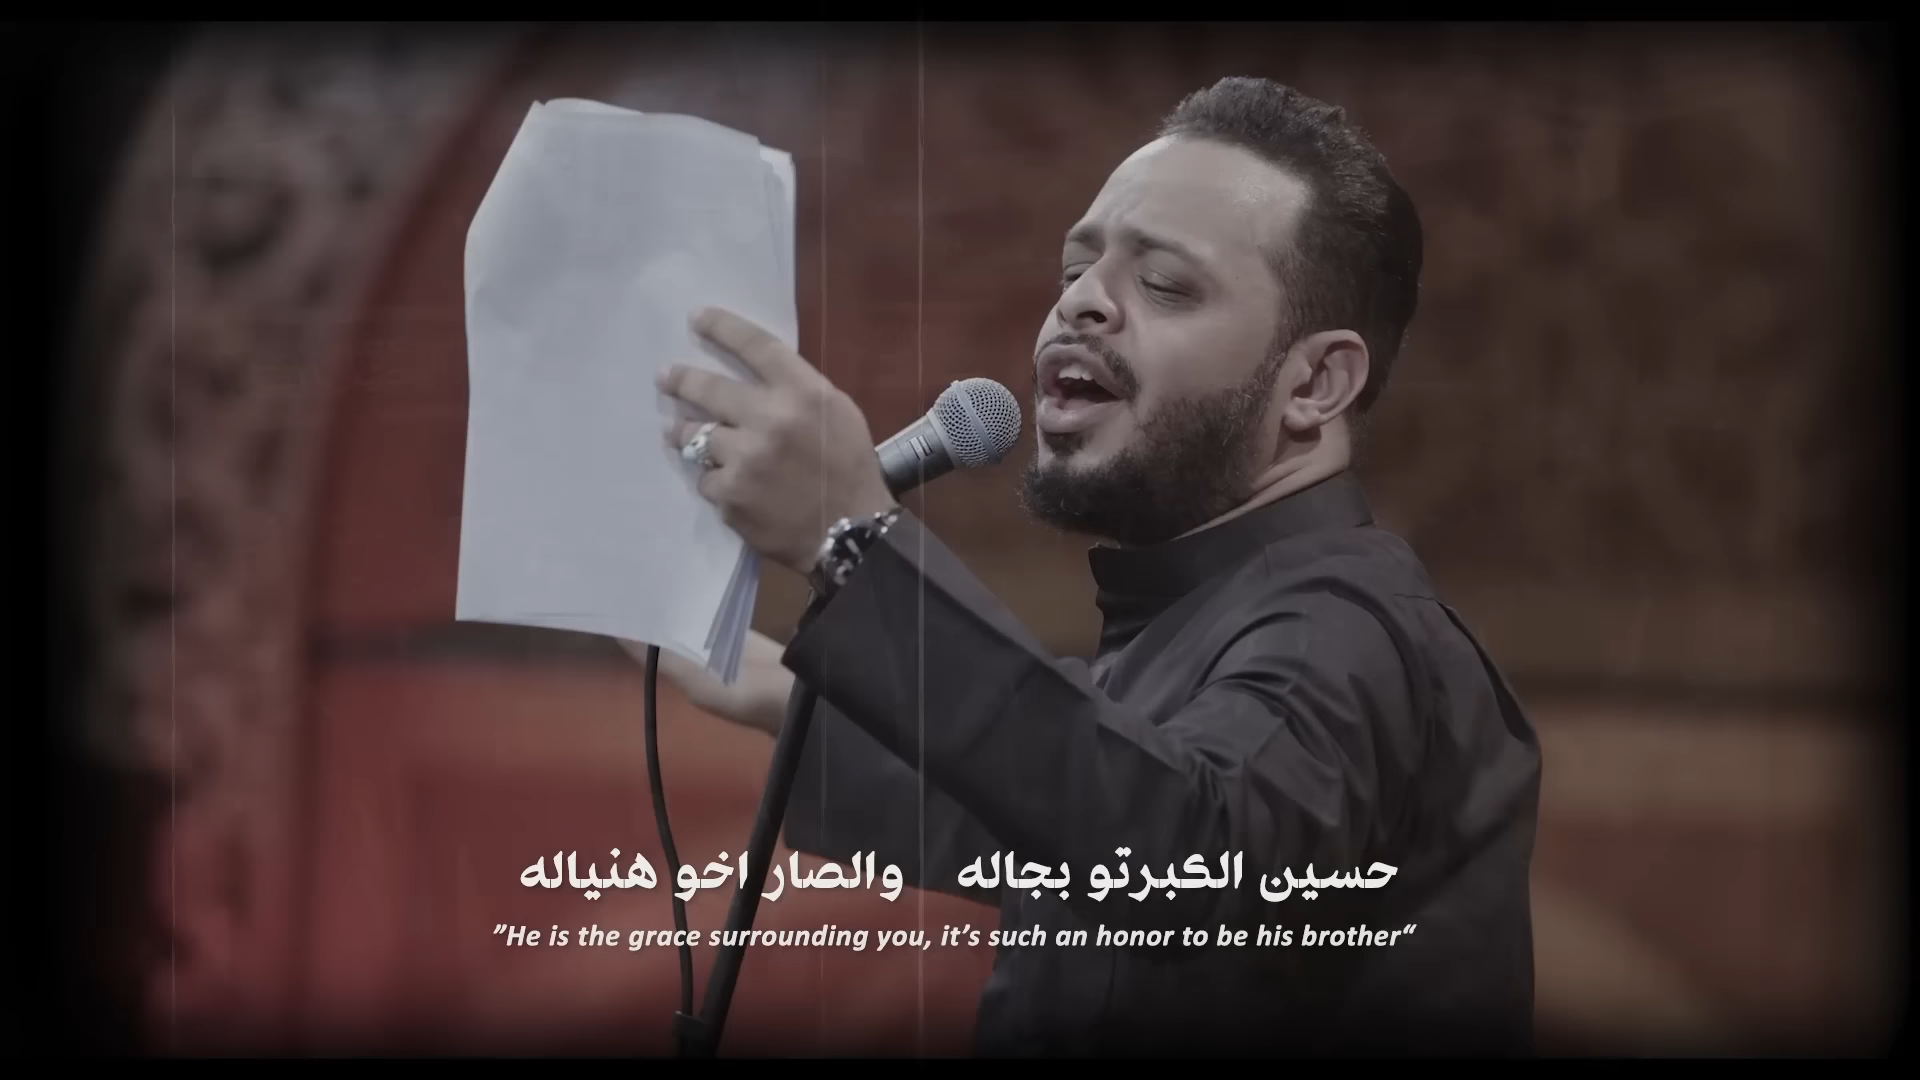 حسين الكبرتو بجاله والصار اخو هنياله
”He is the grace surrounding you, it’s such an honor to be his brother“